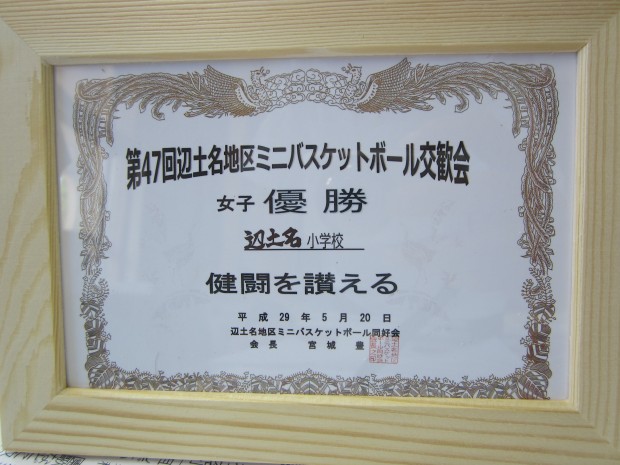 第47回辺土名地区ミニバスケットボール交歓会
女子 優勝
辺土名 小学校
健闘を讃える
平成 29 年 5 月 20 日
辺土名地区ミニバスケットボール同好会
会長 宮城 豊